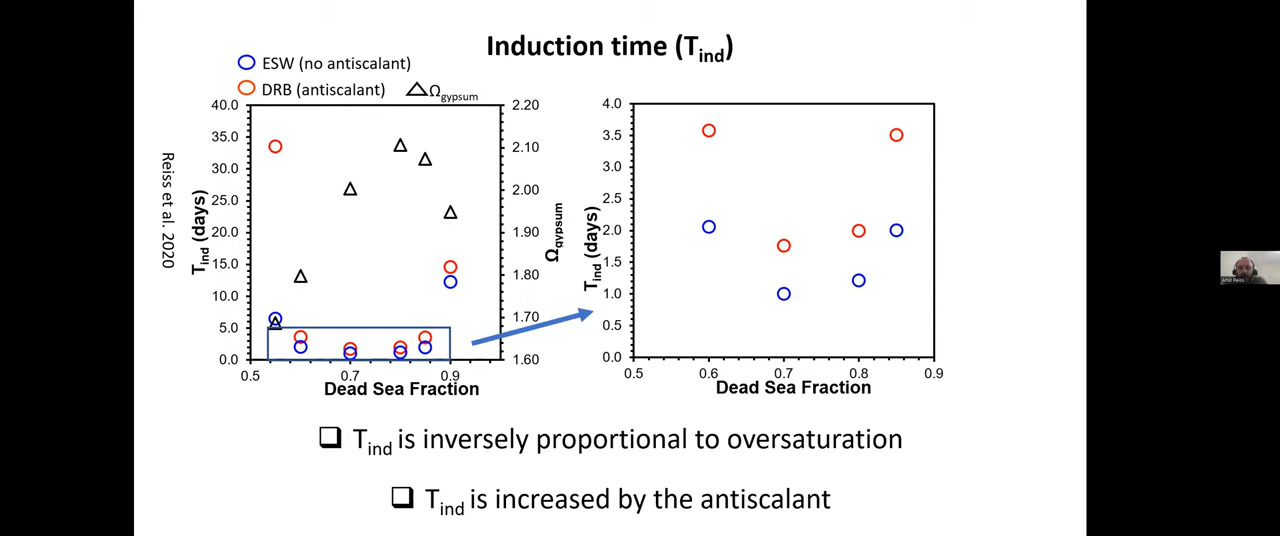 Induction time (Tind)
ESW (no antiscalant)
DRB (antiscalant)
Ωgypsum
Reiss et al. 2020
Tind (days)
40.0
35.0
30.0
25.0
20.0
15.0
10.0
5.0
0.0
0.5
0.7
0.9
Dead Sea Fraction
2.20
2.10
2.00
1.90
1.80
1.70
1.60
Ωgypsum
Tind (days)
4.0
3.5
3.0
2.5
2.0
1.5
1.0
0.5
0.0
0.5
0.6
0.7
0.8
0.9
Dead Sea Fraction
Tind is inversely proportional to oversaturation
Tind is increased by the antiscalant
Amit Reiss